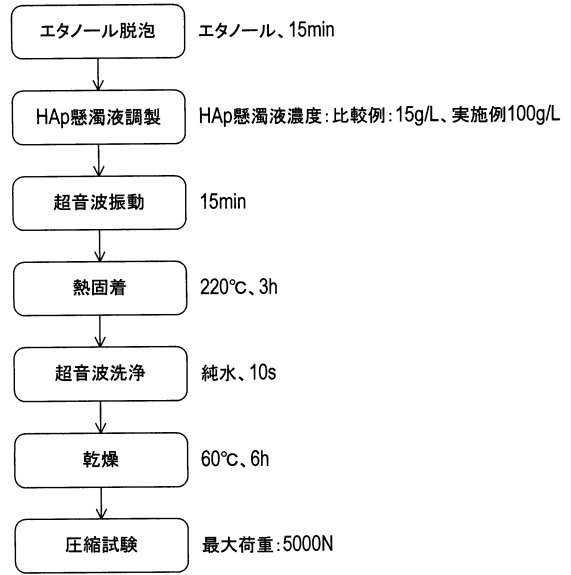 エタノール脱泡 エタノール、15min
HAp懸濁液調製 HAp懸濁液濃度：比較例：15g/L、実施例100g/L
超音波振動 15min
熱固着 220℃、3h
超音波洗浄 純水、10s
乾燥 60℃、6h
圧縮試験 最大荷重：5000N